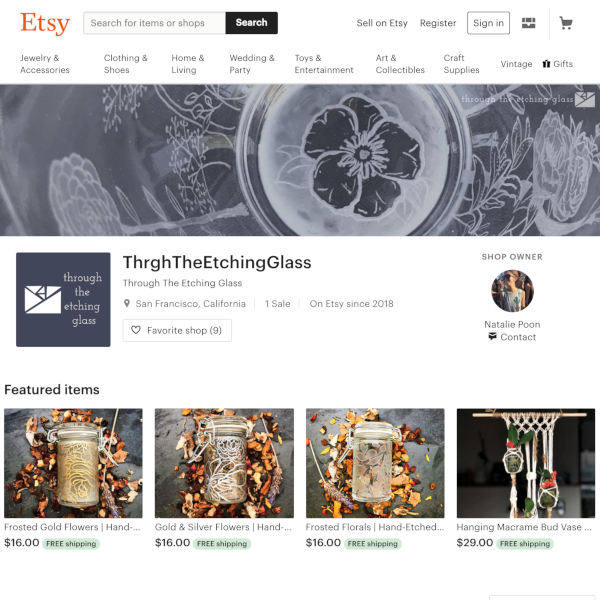 Etsy
Search for items or shops
Search
Sell on Etsy
Register
Sign in
Jewelry & Accessories
Clothing & Shoes
Home & Living
Wedding & Party
Toys & Entertainment
Art & Collectibles
Craft Supplies
Vintage
Gifts
through the etching glass
through
the
etching
glass
ThrghTheEtchingGlass
Through The Etching Glass
San Francisco, California
1 Sale
On Etsy since 2018
Favorite shop (9)
SHOP OWNER
Natalie Poon
Contact
Featured items
Frosted Gold Flowers | Hand-...
$16.00 FREE shipping
Gold & Silver Flowers | Hand-...
$16.00 FREE shipping
Frosted Florals | Hand-Etched...
$16.00 FREE shipping
Hanging Macrame Bud Vase ...
$29.00 FREE shipping